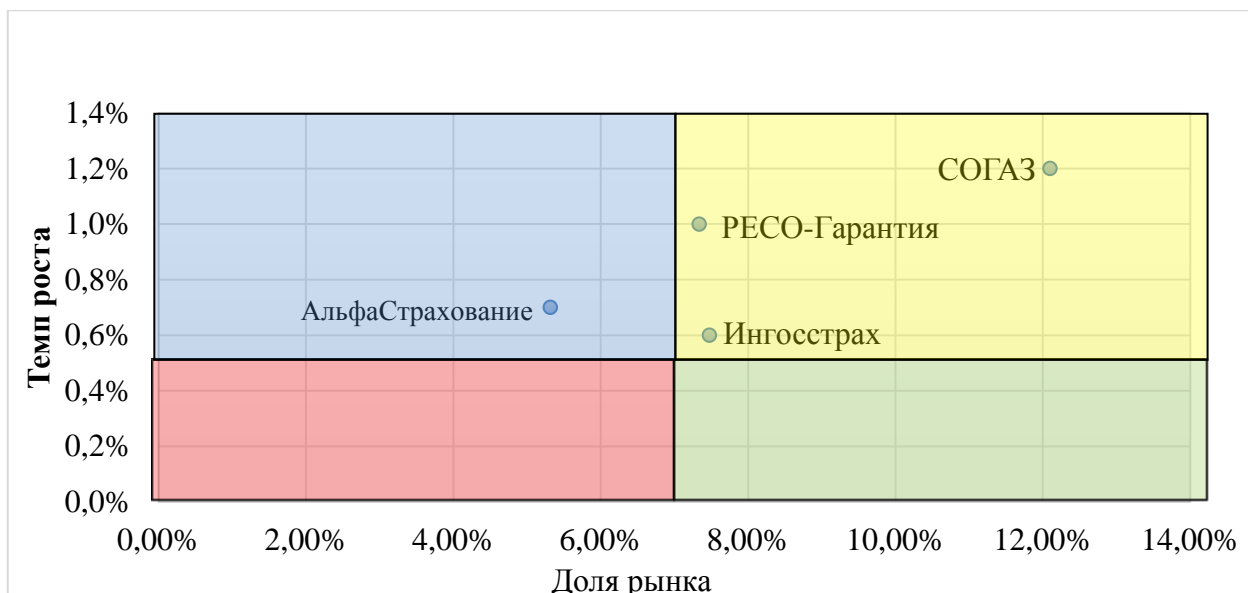 1,4%
1,2%
СОГАЗ
1,0%
РЕСО-Гарантия
0,8%
АльфаСтрахование
0,6%
Ингосстрах
0,4%
0,2%
0,0%
Темп роста
0,00% 2,00% 4,00% 6,00% 8,00% 10,00% 12,00% 14,00%
Доля рынка